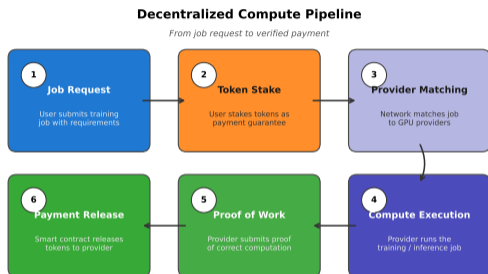 Decentralized Compute Pipeline
From job request to verified payment
1
Job Request
User submits training
job with requirements
2
Token Stake
User stakes tokens as
payment guarantee
3
Provider Matching
Network matches job
to GPU providers
4
Compute Execution
Provider runs the
training / inference job
5
Proof of Work
Provider submits proof
of correct computation
6
Payment Release
Smart contract releases
tokens to provider